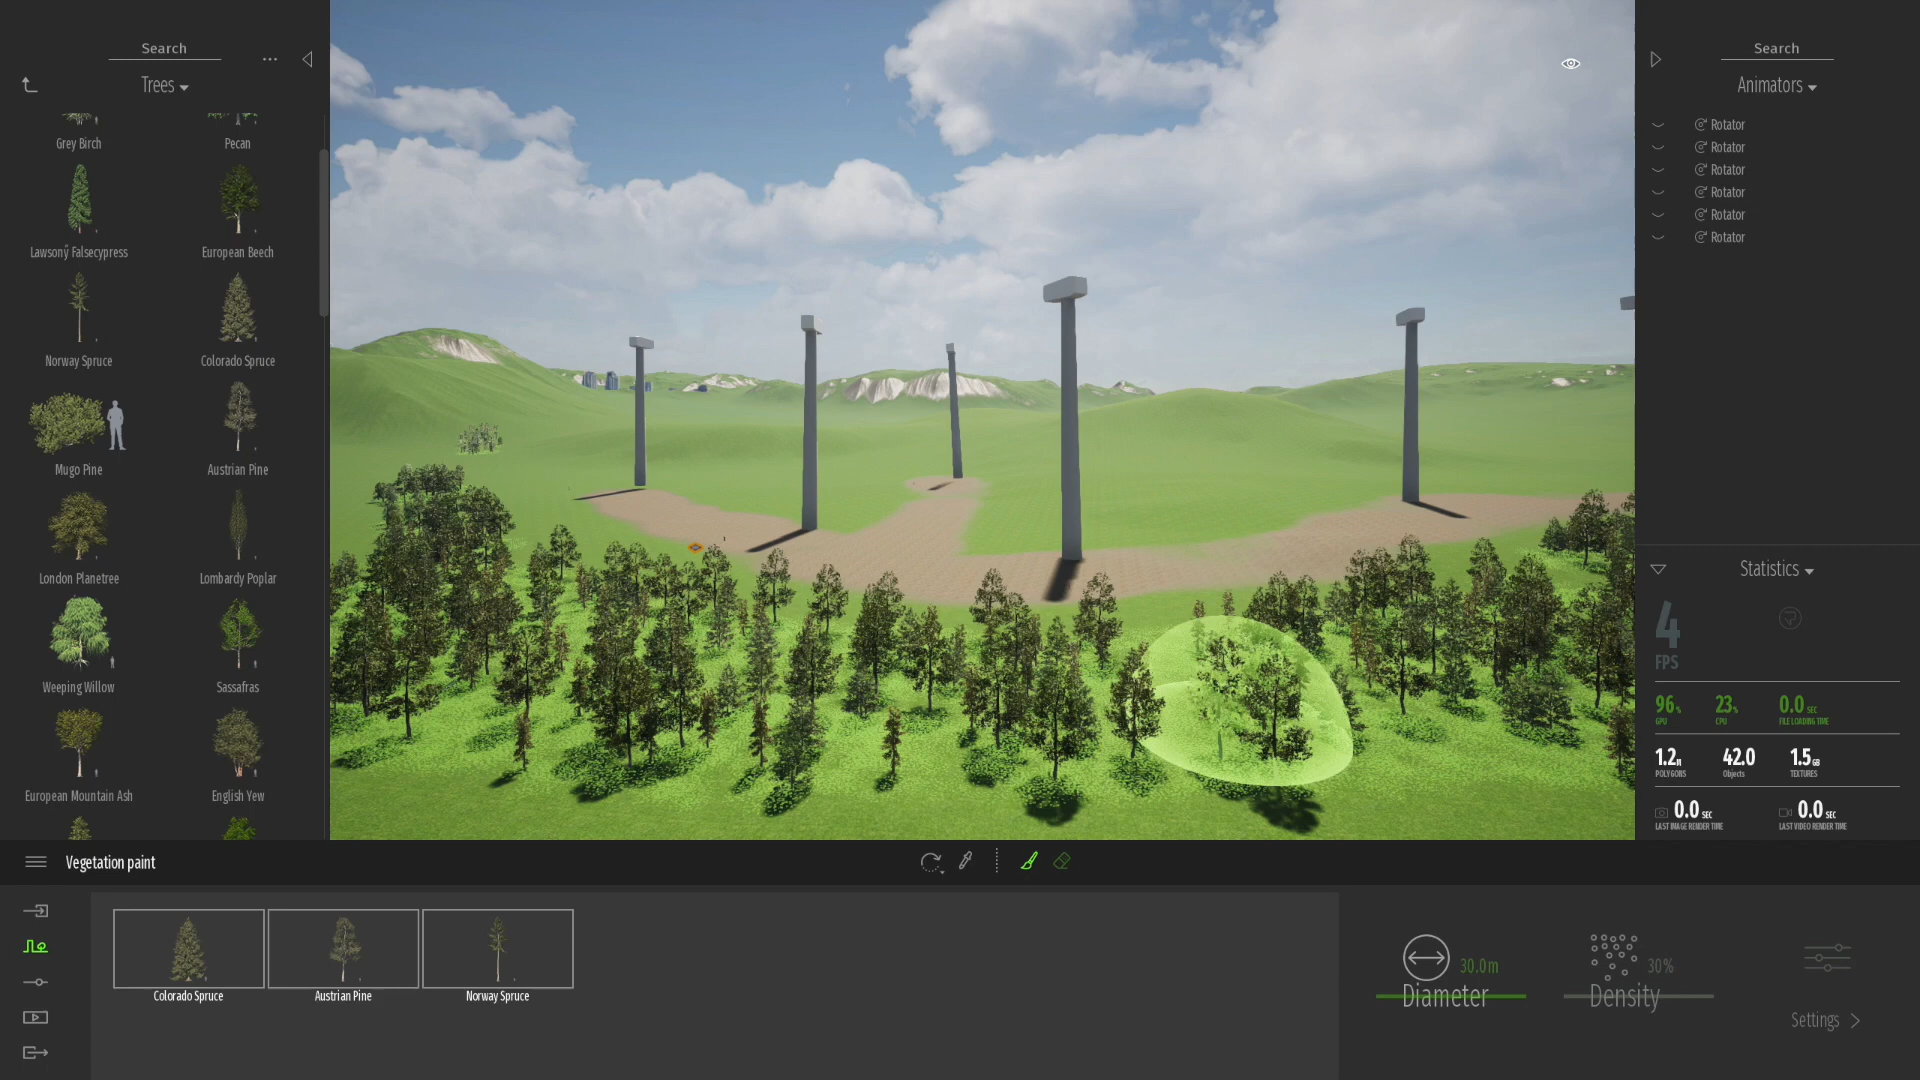 Search
Trees
Grey Birch
Pecan
Lawsony Falsecypress
European Beech
Norway Spruce
Colorado Spruce
Mugo Pine
Austrian Pine
London Planetree
Lombardy Poplar
Weeping Willow
Sassafras
European Mountain Ash
English Yew
Search
Animators
Rotator
Rotator
Rotator
Rotator
Rotator
Rotator
Statistics
4
FPS
96%
GPU
23%
CPU
0.0 SEC
FILE LOADING TIME
1.2M
POLYGONS
42.0
Objects
1.5GB
TEXTURES
0.0 SEC
LAST IMAGE RENDER TIME
0.0 SEC
LAST VIDEO RENDER TIME
Vegetation paint
Colorado Spruce
Austrian Pine
Norway Spruce
30.0m
Diameter
30%
Density
Settings